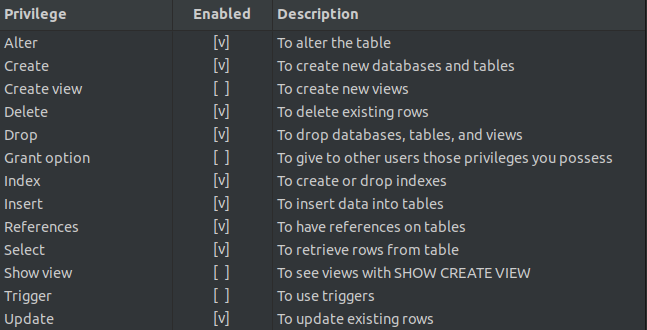 Privilege Enabled Description
Alter [v] To alter the table
Create [v] To create new databases and tables
Create view [ ] To create new views
Delete [v] To delete existing rows
Drop [v] To drop databases, tables, and views
Grant option [ ] To give to other users those privileges you possess
Index [v] To create or drop indexes
Insert [v] To insert data into tables
References [v] To have references on tables
Select [v] To retrieve rows from table
Show view [ ] To see views with SHOW CREATE VIEW
Trigger [ ] To use triggers
Update [v] To update existing rows